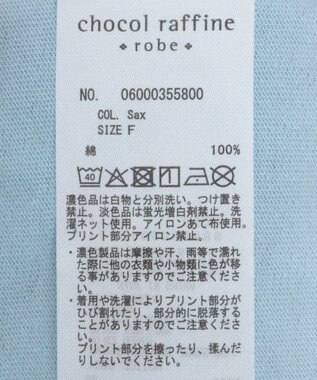 chocol raffine
robe
NO. 06000355800
COL. Sax
SIZE F
綿 100%
40
濃色品は白物と分別洗い。つけ置き
禁止。淡色品は蛍光増白剤禁止。洗
濯ネット使用。アイロンあて布使用。
プリント部分アイロン禁止。
・濃色製品は摩擦や汗、雨等で濡れ
た際に他の衣類や小物類に色が移
る事がありますのでご注意くださ
い。
・着用や洗濯によりプリント部分が
ひび割れたり、部分的に脱落する
ことがありますのでご注意くださ
い。
プリント部分を擦ったり、揉んだ
りしないでください。